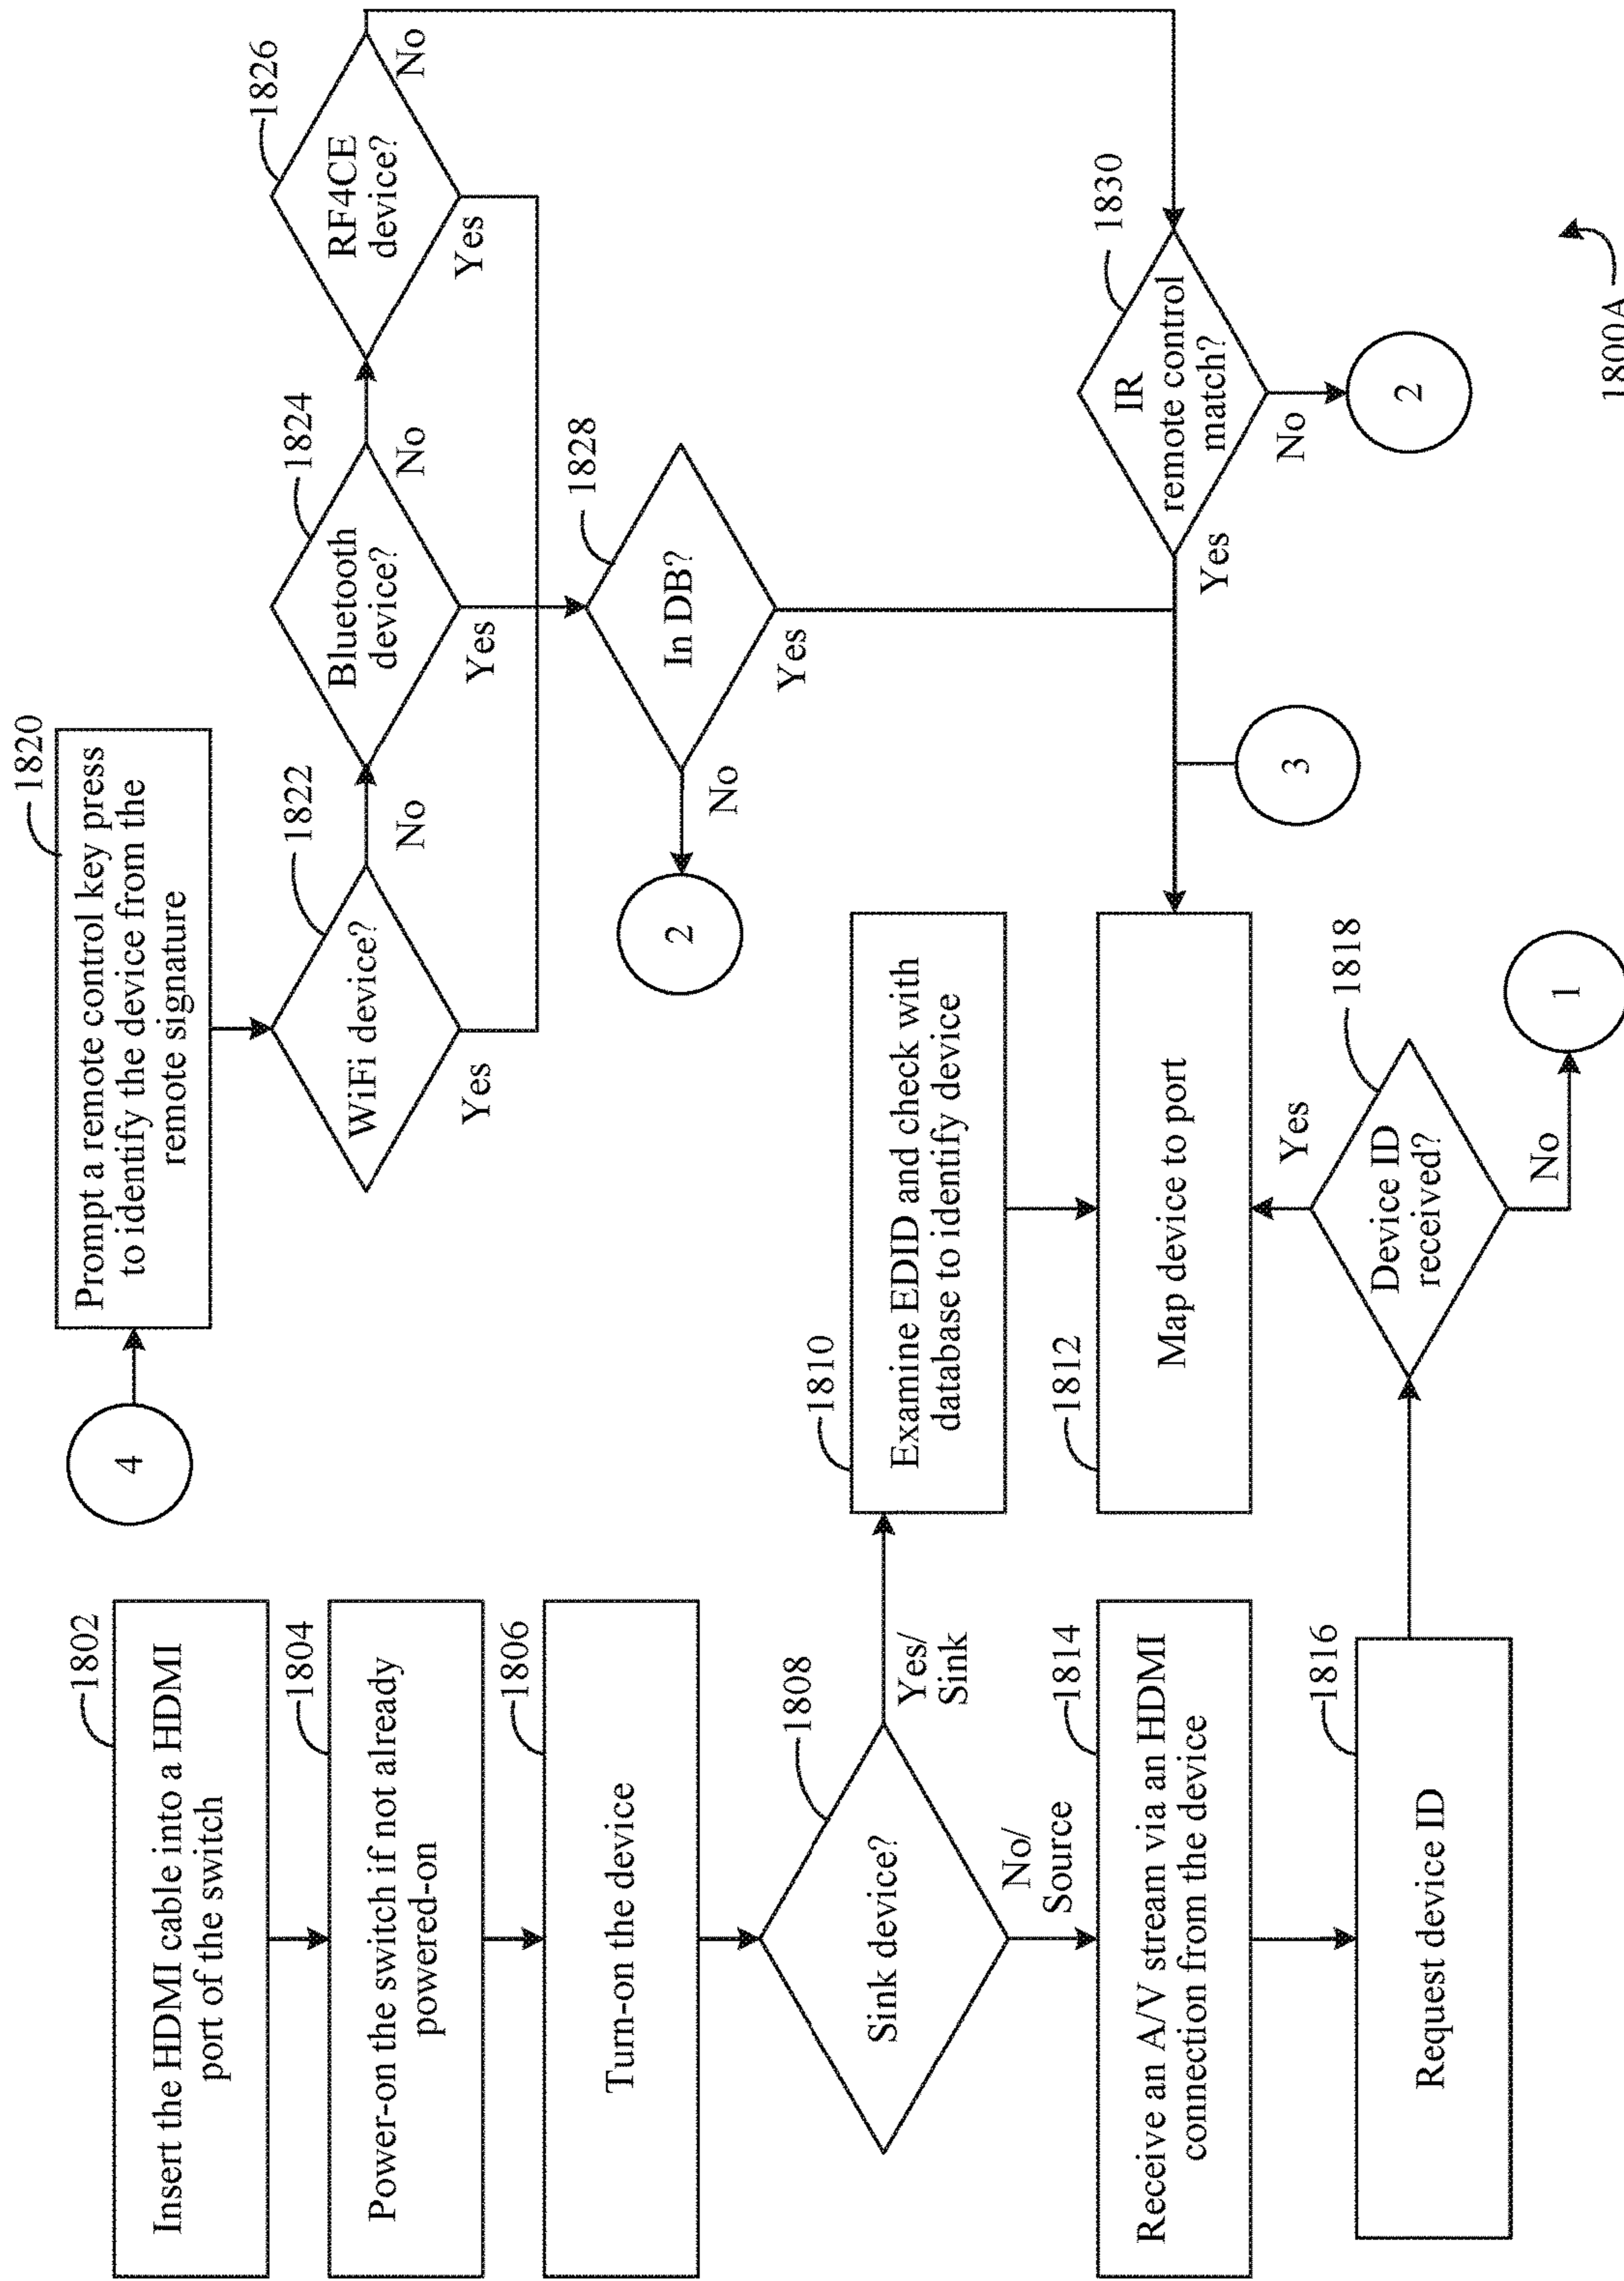 1802
Insert the HDMI cable into a HDMI
port of the switch
1804
Power-on the switch if not already
powered-on
1806
Turn-on the device
1808
Sink device?
Yes/
Sink
No/
Source
1814
Receive an A/V stream via an HDMI
connection from the device
1816
Request device ID
4
1820
Prompt a remote control key press
to identify the device from the
remote signature
1822
WiFi device?
No
Yes
1824
Bluetooth
device?
No
Yes
1826
RF4CE
device?
No
Yes
1828
In DB?
No
Yes
2
1810
Examine EDID and check with
database to identify device
1812
Map device to port
1830
IR
remote control
match?
Yes
No
2
3
1818
Device ID
received?
Yes
No
1
1800A